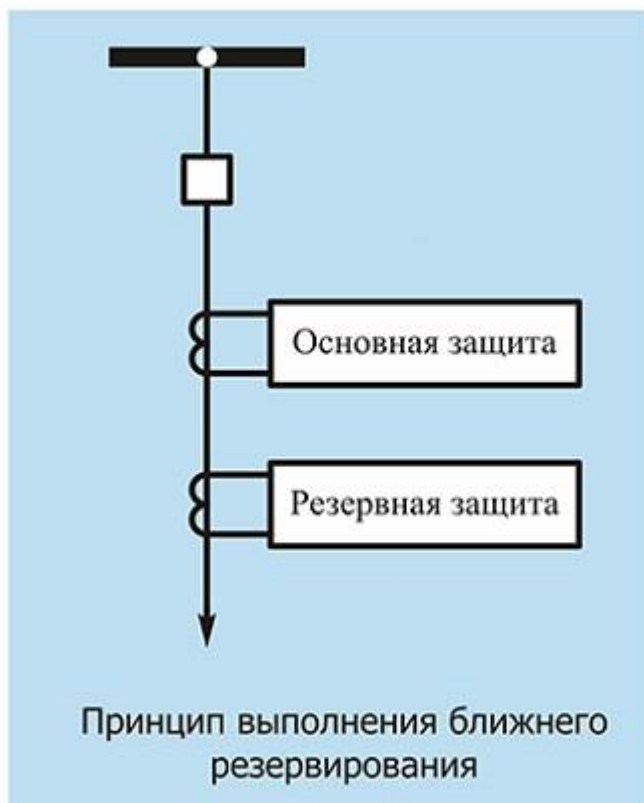 Основная защита
Резервная защита
Принцип выполнения ближнего
резервирования